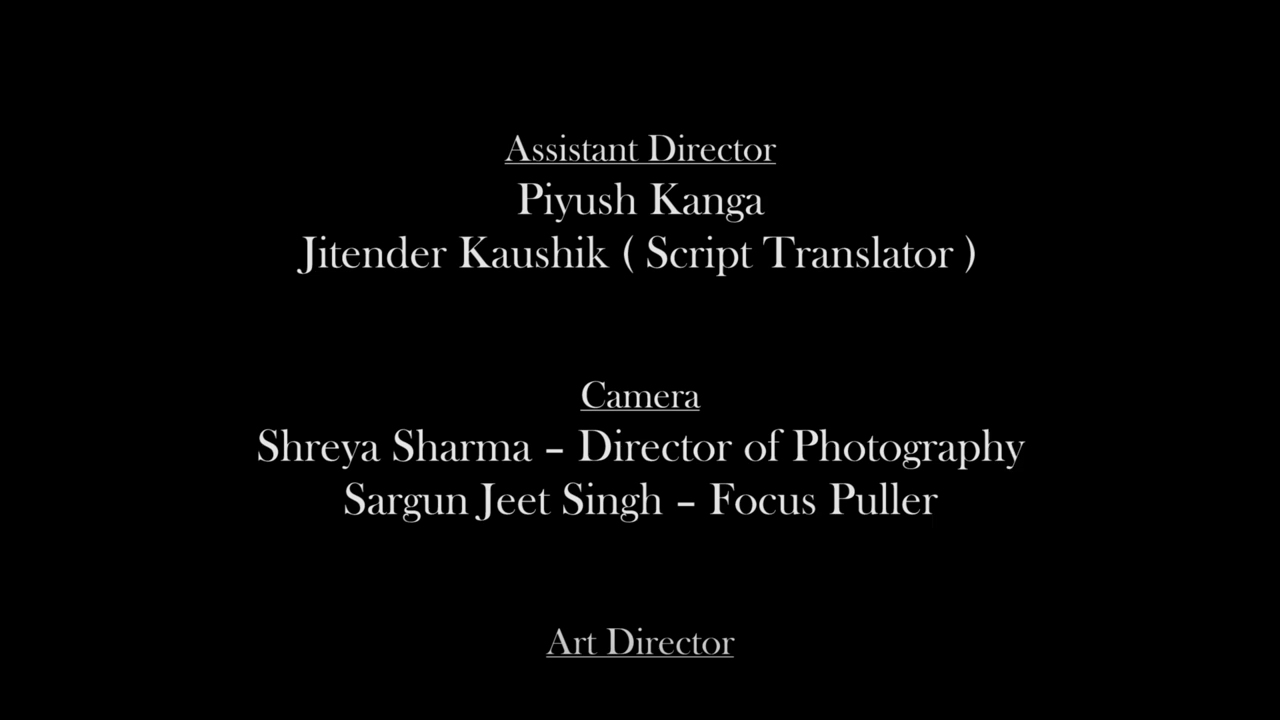 Assistant Director
Piyush Kanga
Jitender Kaushik ( Script Translator )
Camera
Shreya Sharma – Director of Photography
Sargun Jeet Singh – Focus Puller
Art Director